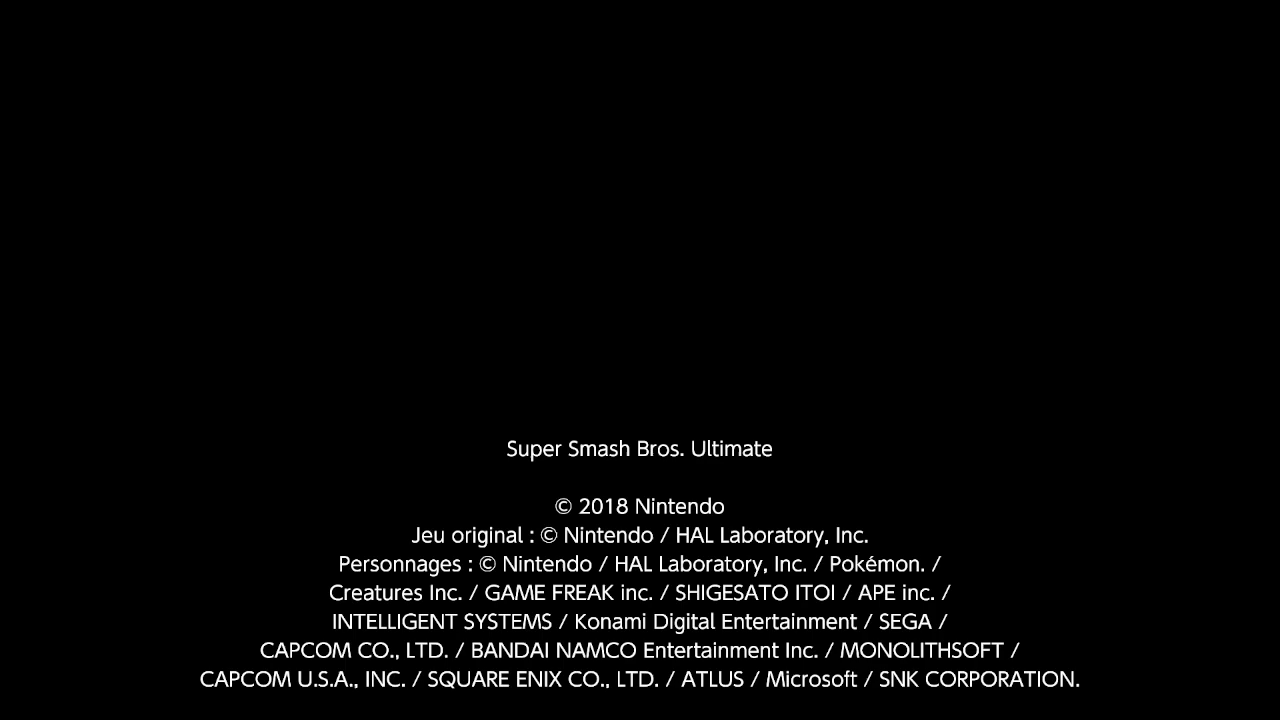 Super Smash Bros. Ultimate
© 2018 Nintendo
Jeu original : © Nintendo / HAL Laboratory, Inc.
Personnages : © Nintendo / HAL Laboratory, Inc. / Pokémon. /
Creatures Inc. / GAME FREAK inc. / SHIGESATO ITOI / APE inc. /
INTELLIGENT SYSTEMS / Konami Digital Entertainment / SEGA /
CAPCOM CO., LTD. / BANDAI NAMCO Entertainment Inc. / MONOLITHSOFT /
CAPCOM U.S.A., INC. / SQUARE ENIX CO., LTD. / ATLUS / Microsoft / SNK CORPORATION.